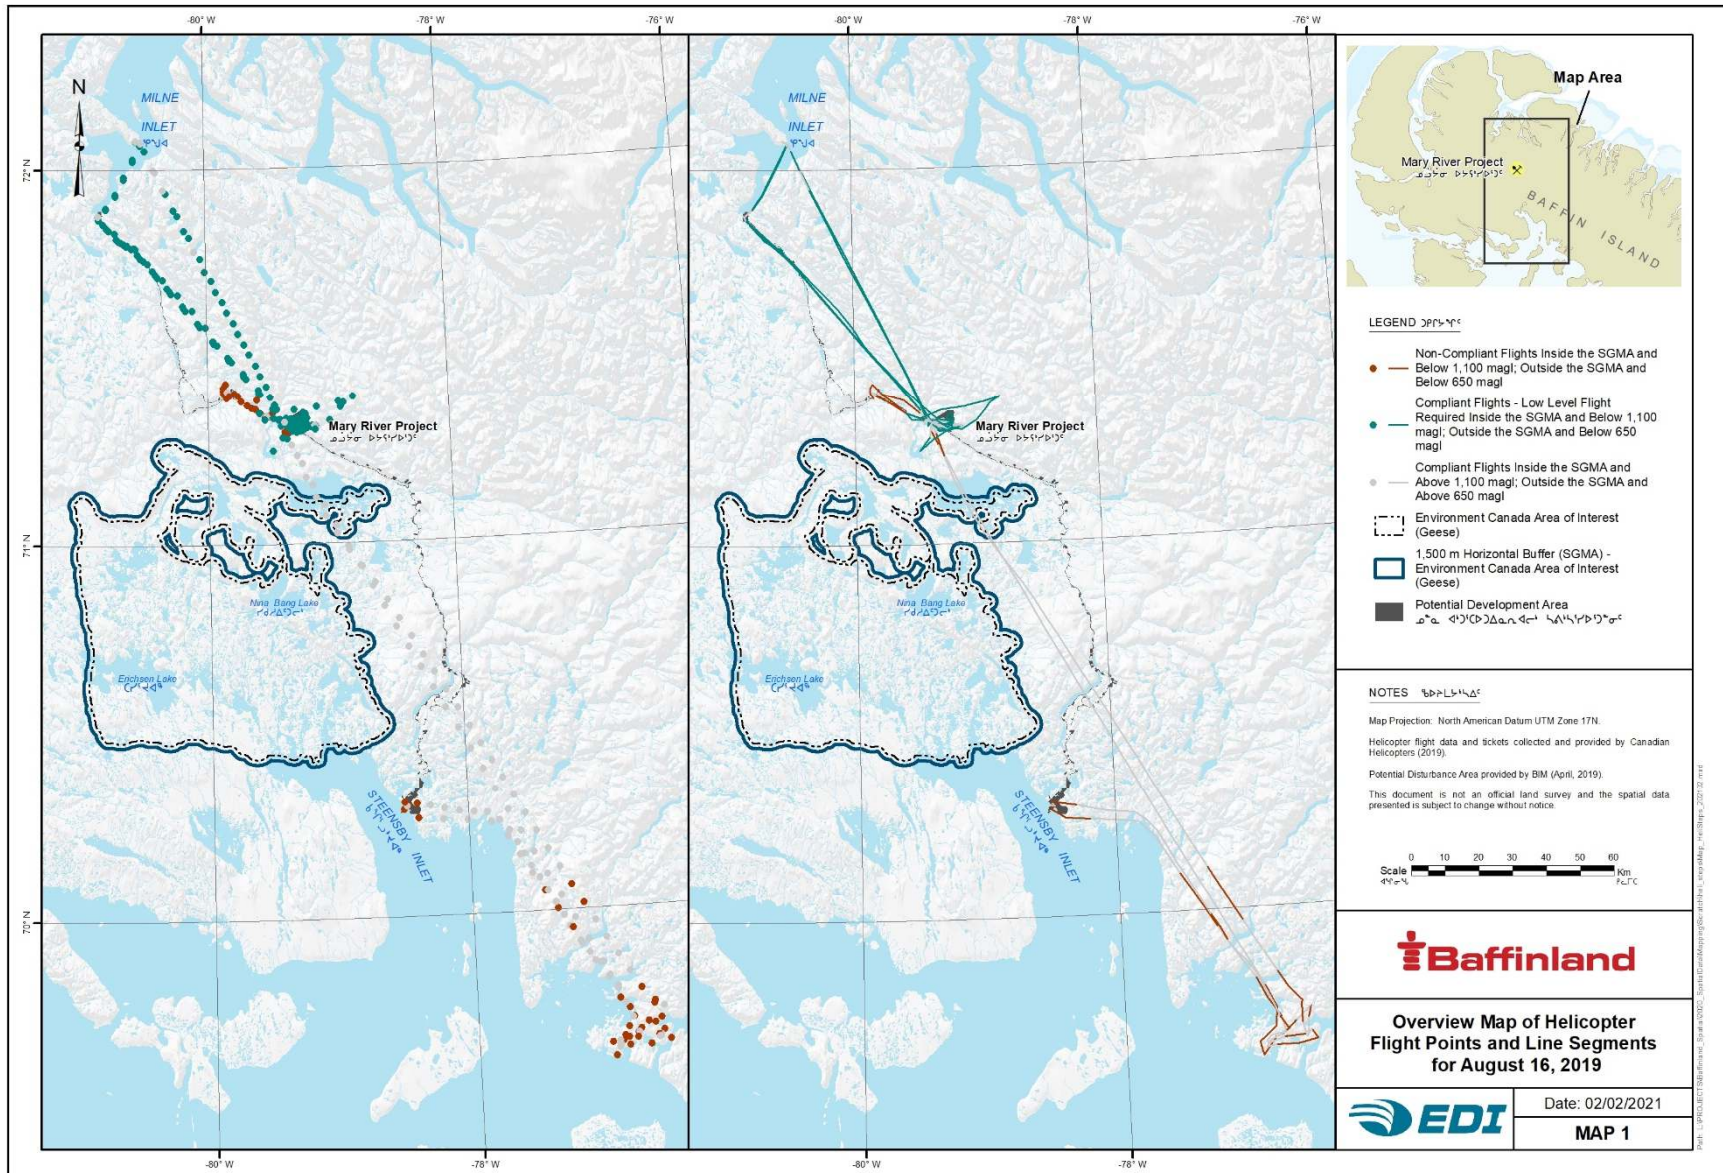 -80° W
-78° W
-76° W
-80° W
-78° W
-76° W
N
MILNE
INLET
72° N
Mary River Project
71° N
Nina Bang Lake
Erichsen Lake
STEENSBY INLET
70° N
-80° W
-78° W
MILNE
INLET
Mary River Project
Nina Bang Lake
Erichsen Lake
STEENSBY INLET
-80° W
-78° W
Map Area
Mary River Project
BAFFIN ISLAND
LEGEND
Non-Compliant Flights Inside the SGMA and
Below 1,100 magl; Outside the SGMA and
Below 650 magl
Compliant Flights - Low Level Flight
Required Inside the SGMA and Below 1,100
magl; Outside the SGMA and Below 650
magl
Compliant Flights Inside the SGMA and
Above 1,100 magl; Outside the SGMA and
Above 650 magl
Environment Canada Area of Interest
(Geese)
1,500 m Horizontal Buffer (SGMA) -
Environment Canada Area of Interest
(Geese)
Potential Development Area
NOTES
Map Projection: North American Datum UTM Zone 17N.
Helicopter flight data and tickets collected and provided by Canadian
Helicopters (2019).
Potential Disturbance Area provided by BIM (April, 2019).
This document is not an official land survey and the spatial data
presented is subject to change without notice.
0 10 20 30 40 50 60
Scale
Km
Baffinland
Overview Map of Helicopter
Flight Points and Line Segments
for August 16, 2019
EDI
Date: 02/02/2021
MAP 1